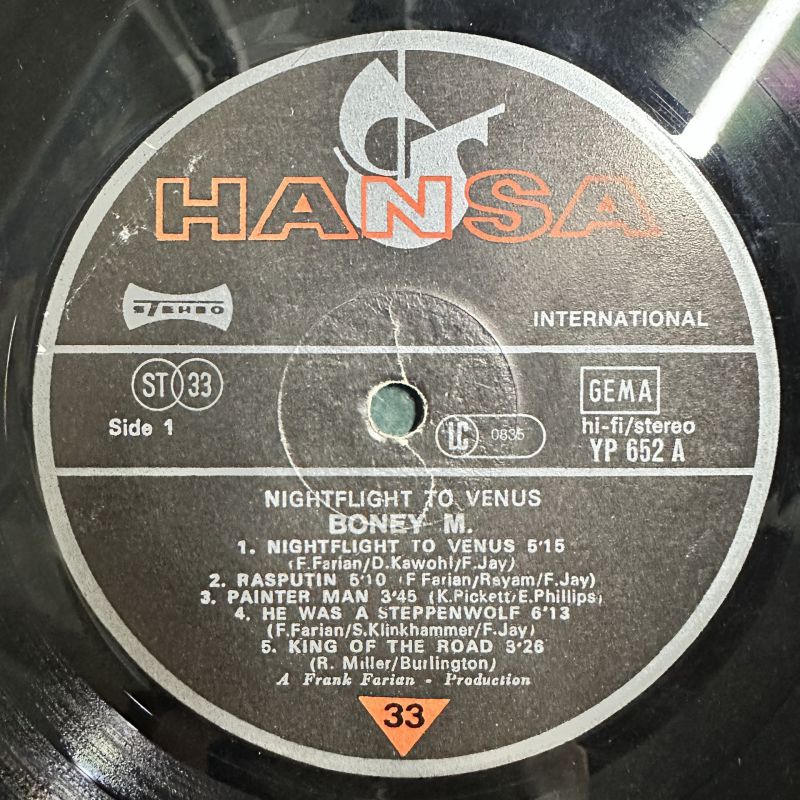 HANSA
STEREO
INTERNATIONAL
ST 33
GEMA
Side 1
LC 0835
hi-fi/stereo
YP 652 A
NIGHTFLIGHT TO VENUS
BONEY M.
1. NIGHTFLIGHT TO VENUS 5'15
(F.Farian/D.Kawohl/F.Jay)
2. RASPUTIN 5'10 (F Farian/Reyam/F.Jay)
3. PAINTER MAN 3'45 (K.Pickett/E.Phillips)
4. HE WAS A STEPPENWOLF 6'13
(F.Farian/S.Klinkhammer/F.Jay)
5. KING OF THE ROAD 3'26
(R. Miller/Burlington)
A Frank Farian - Production
33